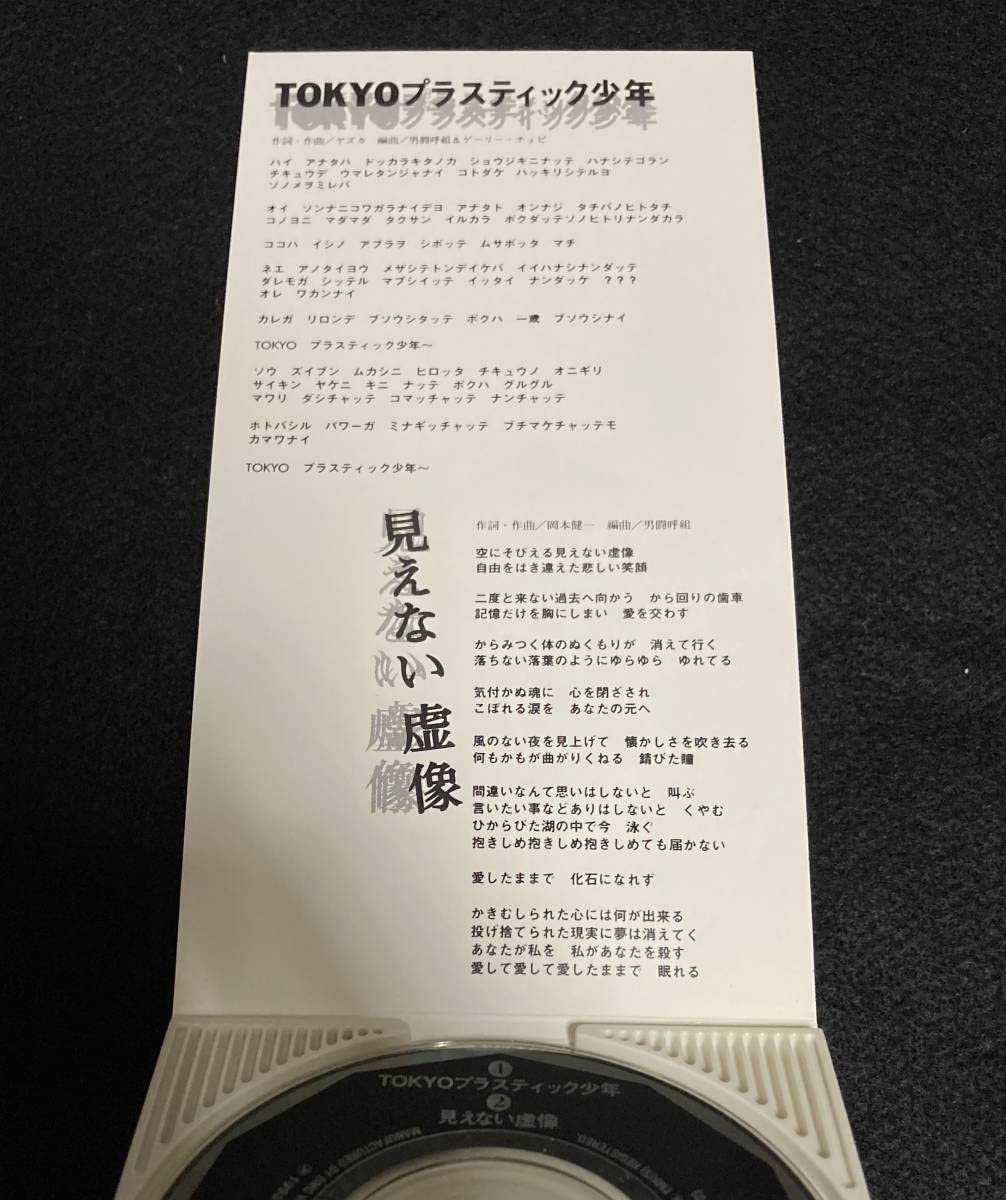 TOKYOプラスティック少年
作詞・作曲/ヤズカ 編曲/男闘呼組&ゲーリー・チョビ
ハイ アナタハ ドッカラキタノカ ショウジキニナッテ ハナシテゴラン
チキュウデ ウマレタンジャナイ コトダケ ハッキリシテルヨ
ソノメヲミレバ
オイ ソンナニコワガラナイデヨ アナタト オンナジ タチバノヒトタチ
コノヨニ マダマダ タクサン イルカラ ボクダッテソノヒトリナンダカラ
ココハ イシノ アブラヲ シボッテ ムサボッタ マチ
ネエ アノタイヨウ メザシテトンデイケバ イイハナシナンダッテ
ダレモガ シッテル マブシイッテ イッタイ ナンダッケ ???
オレ ワカンナイ
カレガ リロンデ ブソウシタッテ ボクハ 一歳 ブソウシナイ
TOKYO プラスティック少年〜
ソウ ズイブン ムカシニ ヒロッタ チキュウノ オニギリ
サイキン ヤケニ キニ ナッテ ボクハ グルグル
マワリ ダシチャッテ コマッチャッテ ナンチャッテ
ホトバシル パワーガ ミナギッチャッテ ブチマケチャッテモ
カマワナイ
TOKYO プラスティック少年〜
見えない虚像
作詞・作曲/岡本健一 編曲/男闘呼組
空にそびえる見えない虚像
自由をはき違えた悲しい笑顔
二度と来ない過去へ向かう から回りの歯車
記憶だけを胸にしまい 愛を交わす
からみつく体のぬくもりが 消えて行く
落ちない落葉のようにゆらゆら ゆれてる
気付かぬ魂に 心を閉ざされ
こぼれる涙を あなたの元へ
風のない夜を見上げて 懐かしさを吹き去る
何もかもが曲がりくねる 錆びた瞳
間違いなんて思いはしないと 叫ぶ
言いたい事などありはしないと くやむ
ひからびた湖の中で今 泳ぐ
抱きしめ抱きしめ抱きしめても届かない
愛したままで 化石になれず
かきむしられた心には何が出来る
投げ捨てられた現実に夢は消えてく
あなたが私を 私があなたを殺す
愛して愛して愛したままで 眠れる
1
TOKYOプラスティック少年
2
見えない虚像